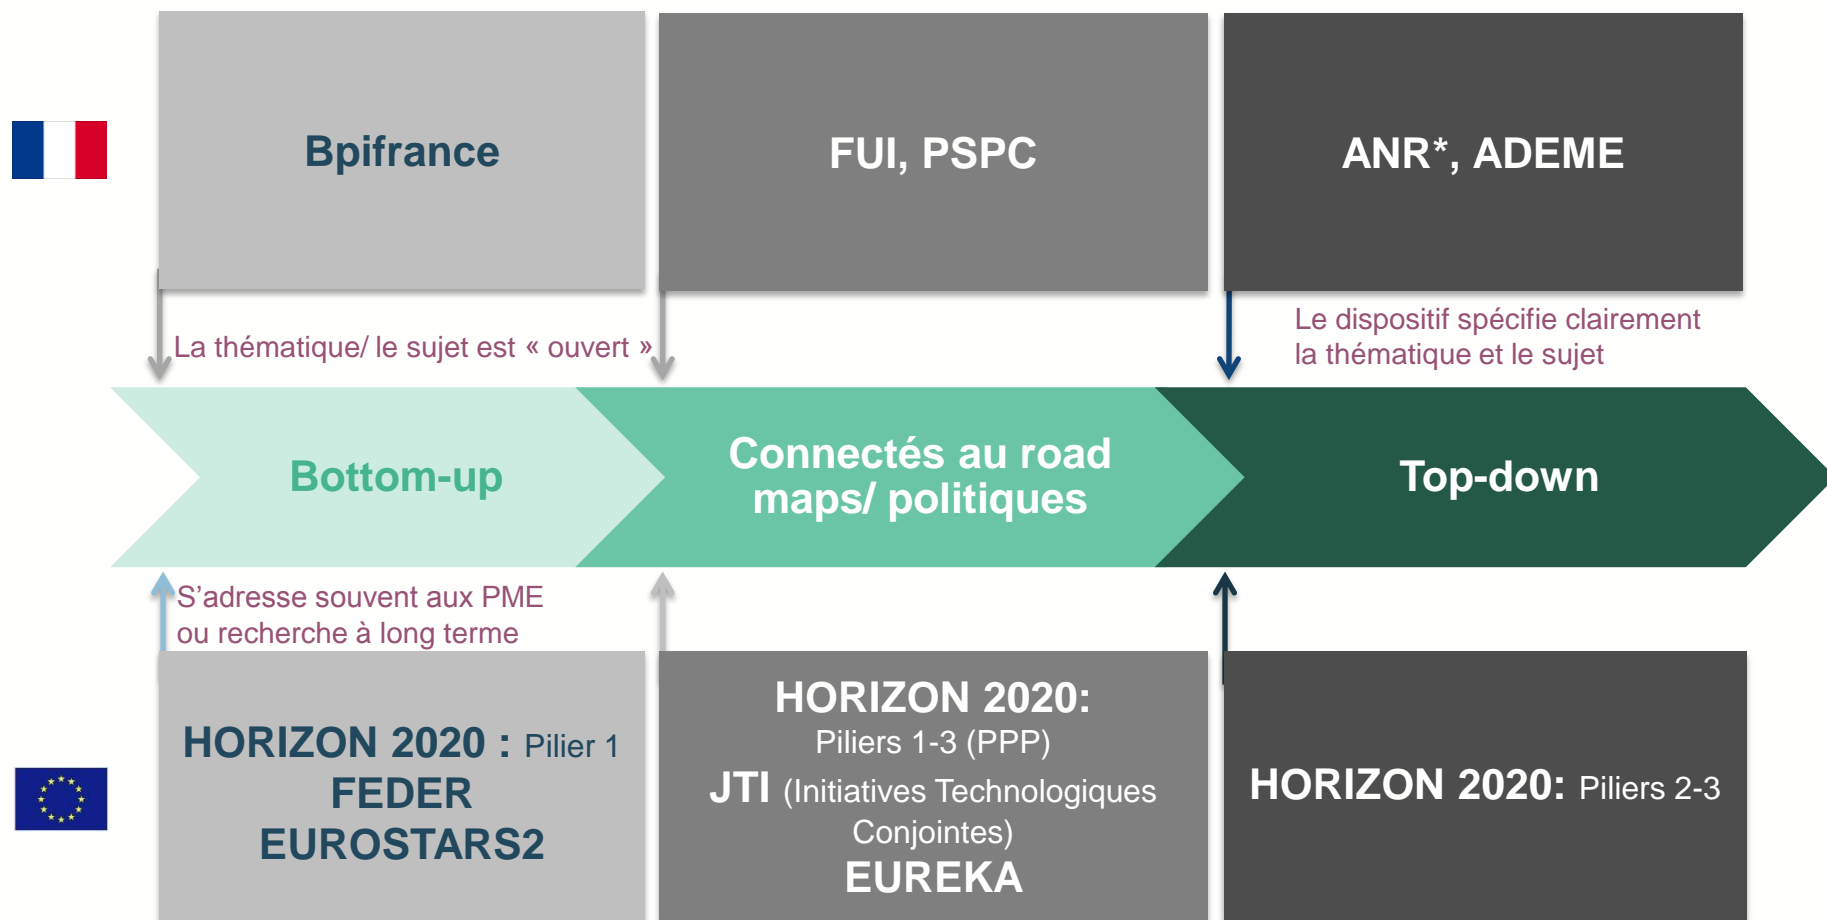 Bpifrance
FUI, PSPC
ANR*, ADEME
La thématique/ le sujet est « ouvert »
Le dispositif spécifie clairement
la thématique et le sujet
Bottom-up
Connectés au road
maps/ politiques
Top-down
S’adresse souvent aux PME
ou recherche à long terme
HORIZON 2020 : Pilier 1
FEDER
EUROSTARS2
HORIZON 2020:
Piliers 1-3 (PPP)
JTI (Initiatives Technologiques
Conjointes)
EUREKA
HORIZON 2020: Piliers 2-3